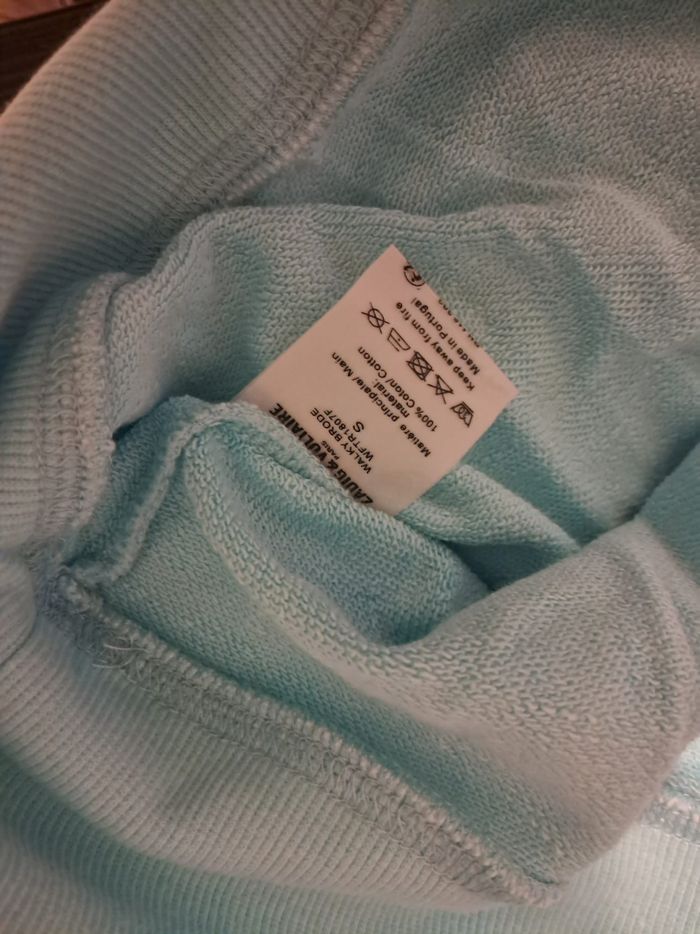 ZADIG & VOLTAIRE
PARIS
WALKY BRODE
WFTR1807F
S
Matière
principale/ Main
material:
100% Coton/ Cotton
Keep away from fire
Made in Portugal